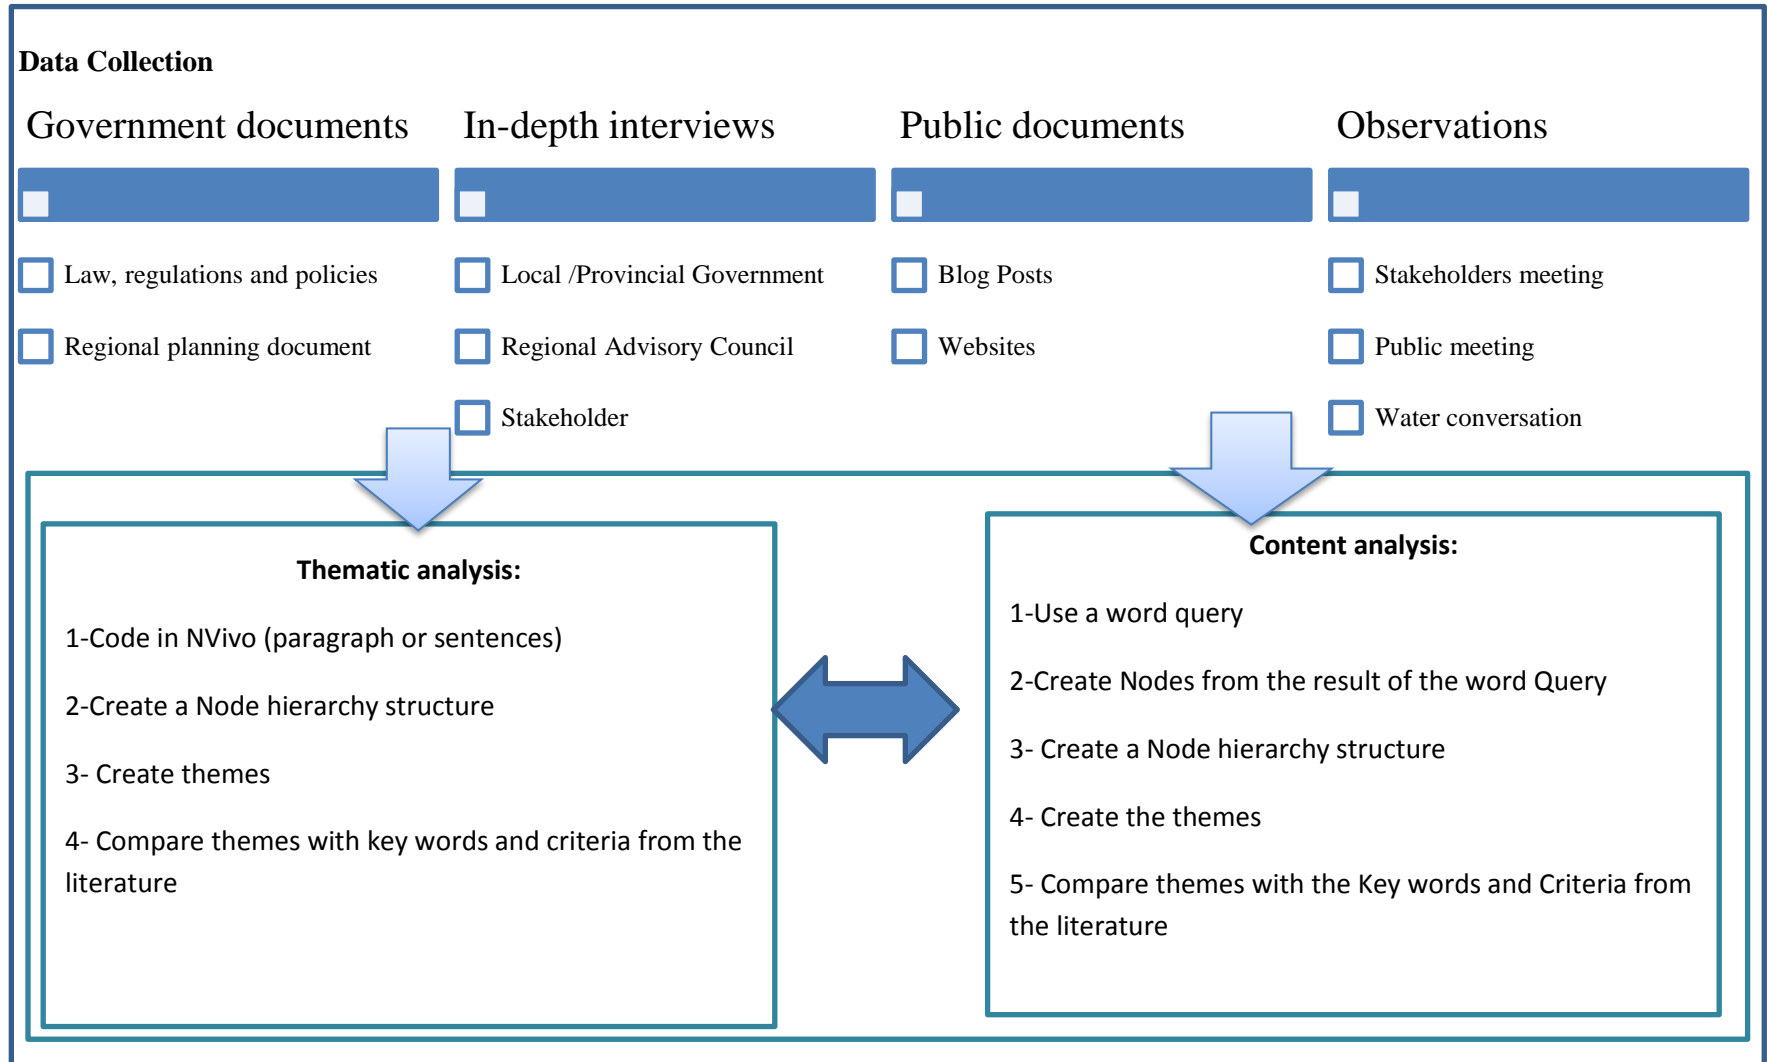 Data Collection
Government documents
In-depth interviews
Public documents
Observations
Law, regulations and policies
Regional planning document
Local /Provincial Government
Regional Advisory Council
Stakeholder
Blog Posts
Websites
Stakeholders meeting
Public meeting
Water conversation
Thematic analysis:
1-Code in NVivo (paragraph or sentences)
2-Create a Node hierarchy structure
3- Create themes
4- Compare themes with key words and criteria from the
literature
Content analysis:
1-Use a word query
2-Create Nodes from the result of the word Query
3- Create a Node hierarchy structure
4- Create the themes
5- Compare themes with the Key words and Criteria from
the literature